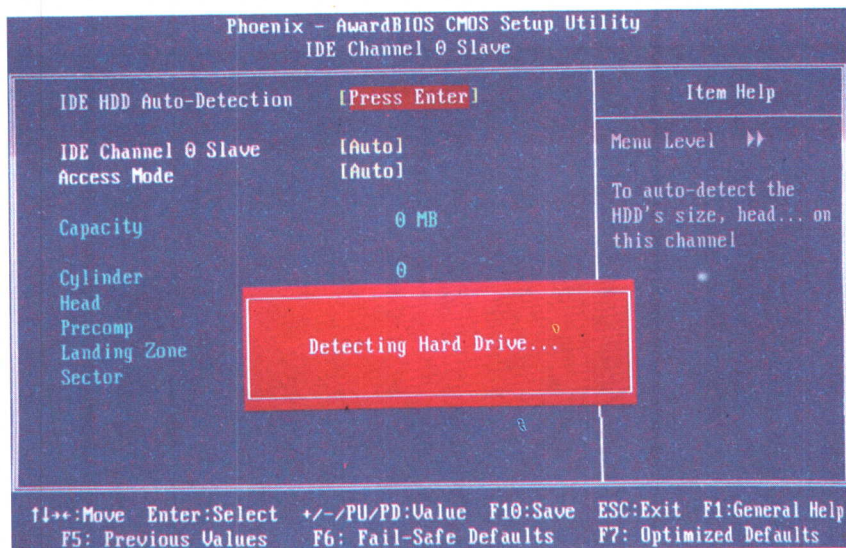 Phoenix - AwardBIOS CMOS Setup Utility
IDE Channel 0 Slave
IDE HDD Auto-Detection [Press Enter]
IDE Channel 0 Slave [Auto]
Access Mode [Auto]
Capacity 0 MB
Cylinder 0
Head
Precomp
Landing Zone
Sector
Detecting Hard Drive...
Item Help
Menu Level ▶▶
To auto-detect the
HDD's size, head... on
this channel
↑↓→←:Move Enter:Select +/-/PU/PD:Value F10:Save ESC:Exit F1:General Help
F5: Previous Values F6: Fail-Safe Defaults F7: Optimized Defaults